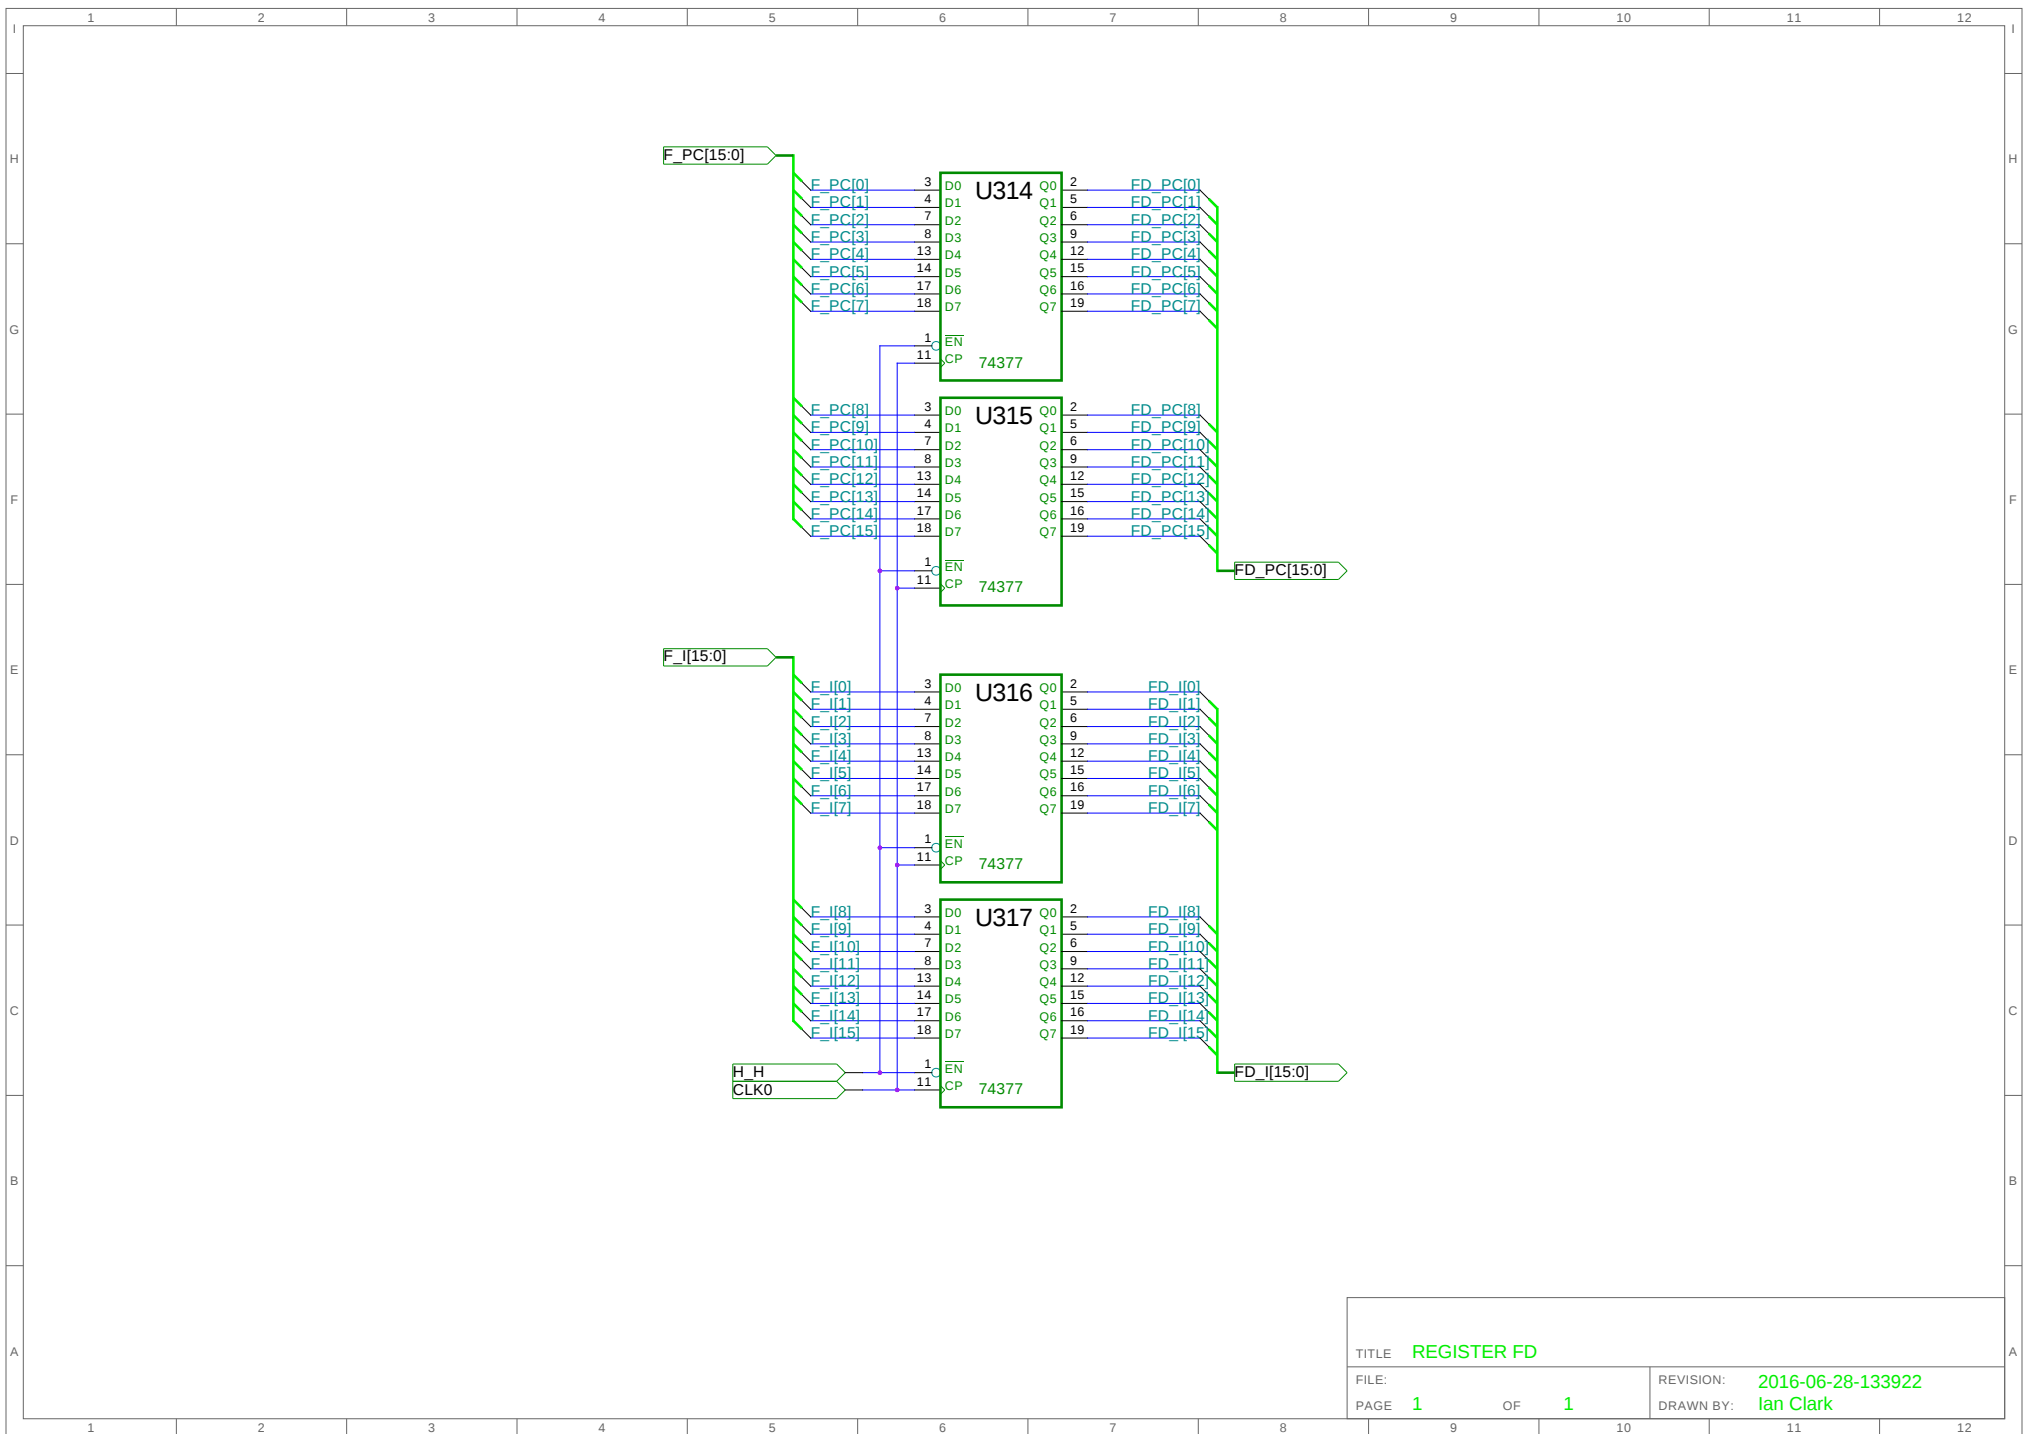 1 2 3 4 5 6 7 8 9 10 11 12
I I
H H
G G
F F
E E
D D
C C
B B
A A
F_PC[15:0]
U314
F_PC[0] 3 D0 Q0 2 FD_PC[0]
F_PC[1] 4 D1 Q1 5 FD_PC[1]
F_PC[2] 7 D2 Q2 6 FD_PC[2]
F_PC[3] 8 D3 Q3 9 FD_PC[3]
F_PC[4] 13 D4 Q4 12 FD_PC[4]
F_PC[5] 14 D5 Q5 15 FD_PC[5]
F_PC[6] 17 D6 Q6 16 FD_PC[6]
F_PC[7] 18 D7 Q7 19 FD_PC[7]
1 EN
11 CP 74377
U315
F_PC[8] 3 D0 Q0 2 FD_PC[8]
F_PC[9] 4 D1 Q1 5 FD_PC[9]
F_PC[10] 7 D2 Q2 6 FD_PC[10]
F_PC[11] 8 D3 Q3 9 FD_PC[11]
F_PC[12] 13 D4 Q4 12 FD_PC[12]
F_PC[13] 14 D5 Q5 15 FD_PC[13]
F_PC[14] 17 D6 Q6 16 FD_PC[14]
F_PC[15] 18 D7 Q7 19 FD_PC[15]
1 EN
11 CP 74377
FD_PC[15:0]
F_I[15:0]
U316
F_I[0] 3 D0 Q0 2 FD_I[0]
F_I[1] 4 D1 Q1 5 FD_I[1]
F_I[2] 7 D2 Q2 6 FD_I[2]
F_I[3] 8 D3 Q3 9 FD_I[3]
F_I[4] 13 D4 Q4 12 FD_I[4]
F_I[5] 14 D5 Q5 15 FD_I[5]
F_I[6] 17 D6 Q6 16 FD_I[6]
F_I[7] 18 D7 Q7 19 FD_I[7]
1 EN
11 CP 74377
U317
F_I[8] 3 D0 Q0 2 FD_I[8]
F_I[9] 4 D1 Q1 5 FD_I[9]
F_I[10] 7 D2 Q2 6 FD_I[10]
F_I[11] 8 D3 Q3 9 FD_I[11]
F_I[12] 13 D4 Q4 12 FD_I[12]
F_I[13] 14 D5 Q5 15 FD_I[13]
F_I[14] 17 D6 Q6 16 FD_I[14]
F_I[15] 18 D7 Q7 19 FD_I[15]
H_H 1 EN FD_I[15:0]
CLK0 11 CP 74377
TITLE REGISTER FD
FILE: REVISION: 2016-06-28-133922
PAGE 1 OF 1 DRAWN BY: Ian Clark
1 2 3 4 5 6 7 8 9 10 11 12